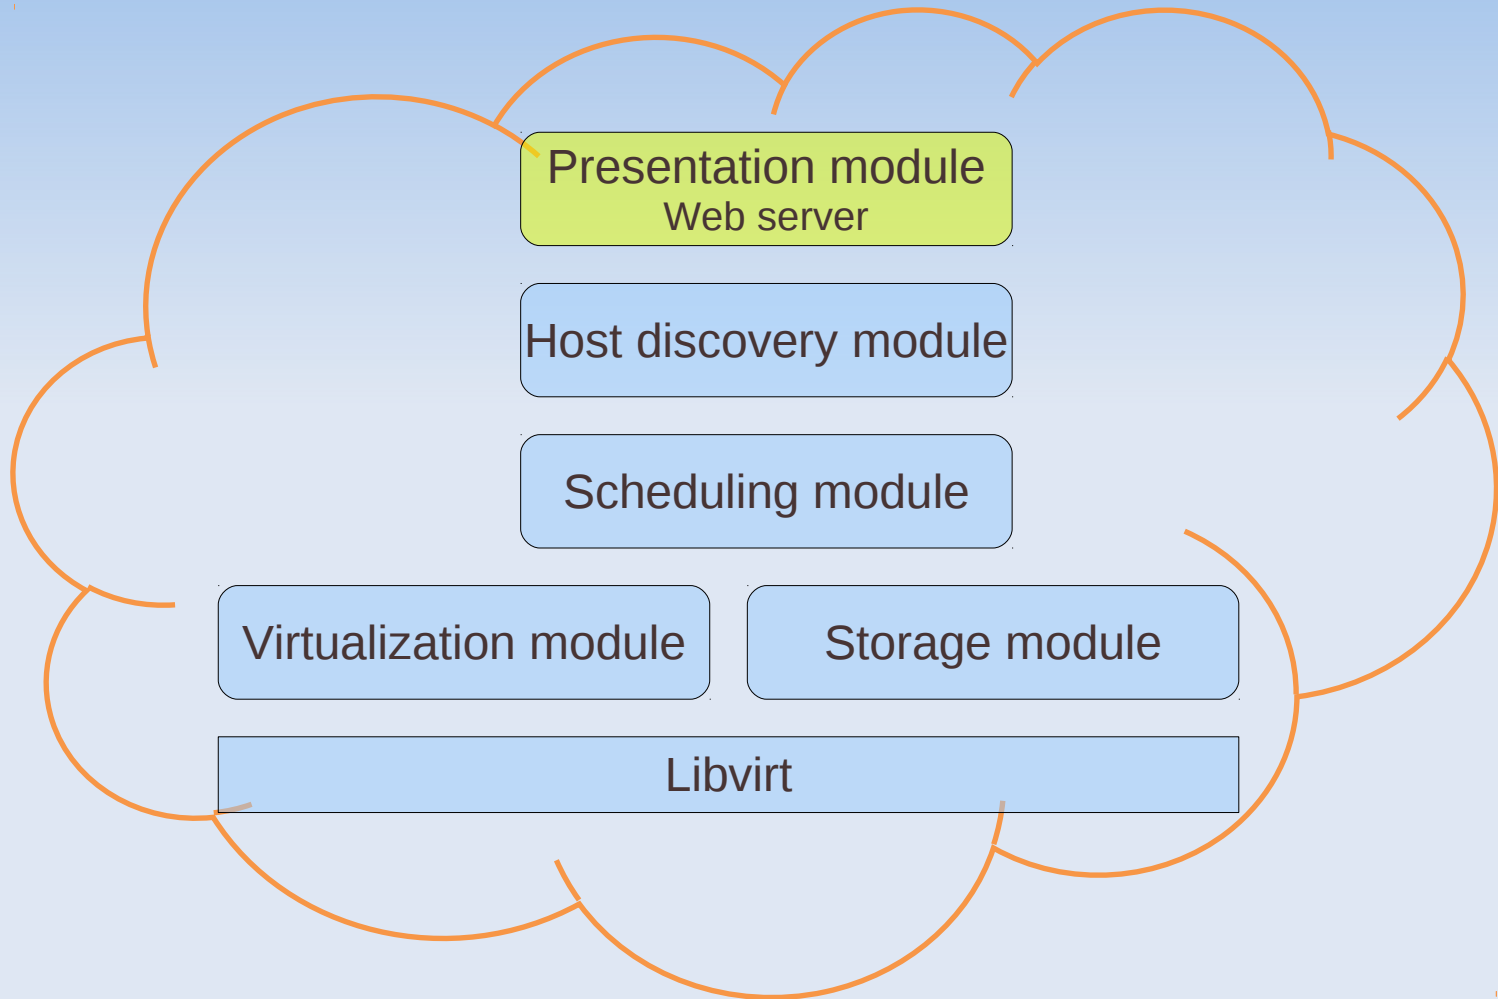 Presentation module
Web server
Host discovery module
Scheduling module
Virtualization module
Storage module
Libvirt